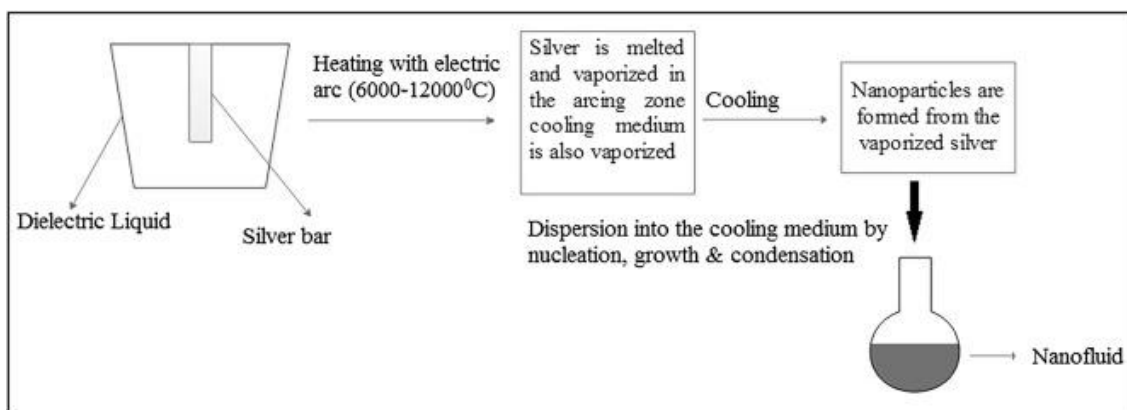 Dielectric Liquid
Silver bar
Heating with electric
arc (6000-12000⁰C)
Silver is melted
and vaporized in
the arcing zone
cooling medium
is also vaporized
Cooling
Nanoparticles are
formed from the
vaporized silver
Dispersion into the cooling medium by
nucleation, growth & condensation
Nanofluid